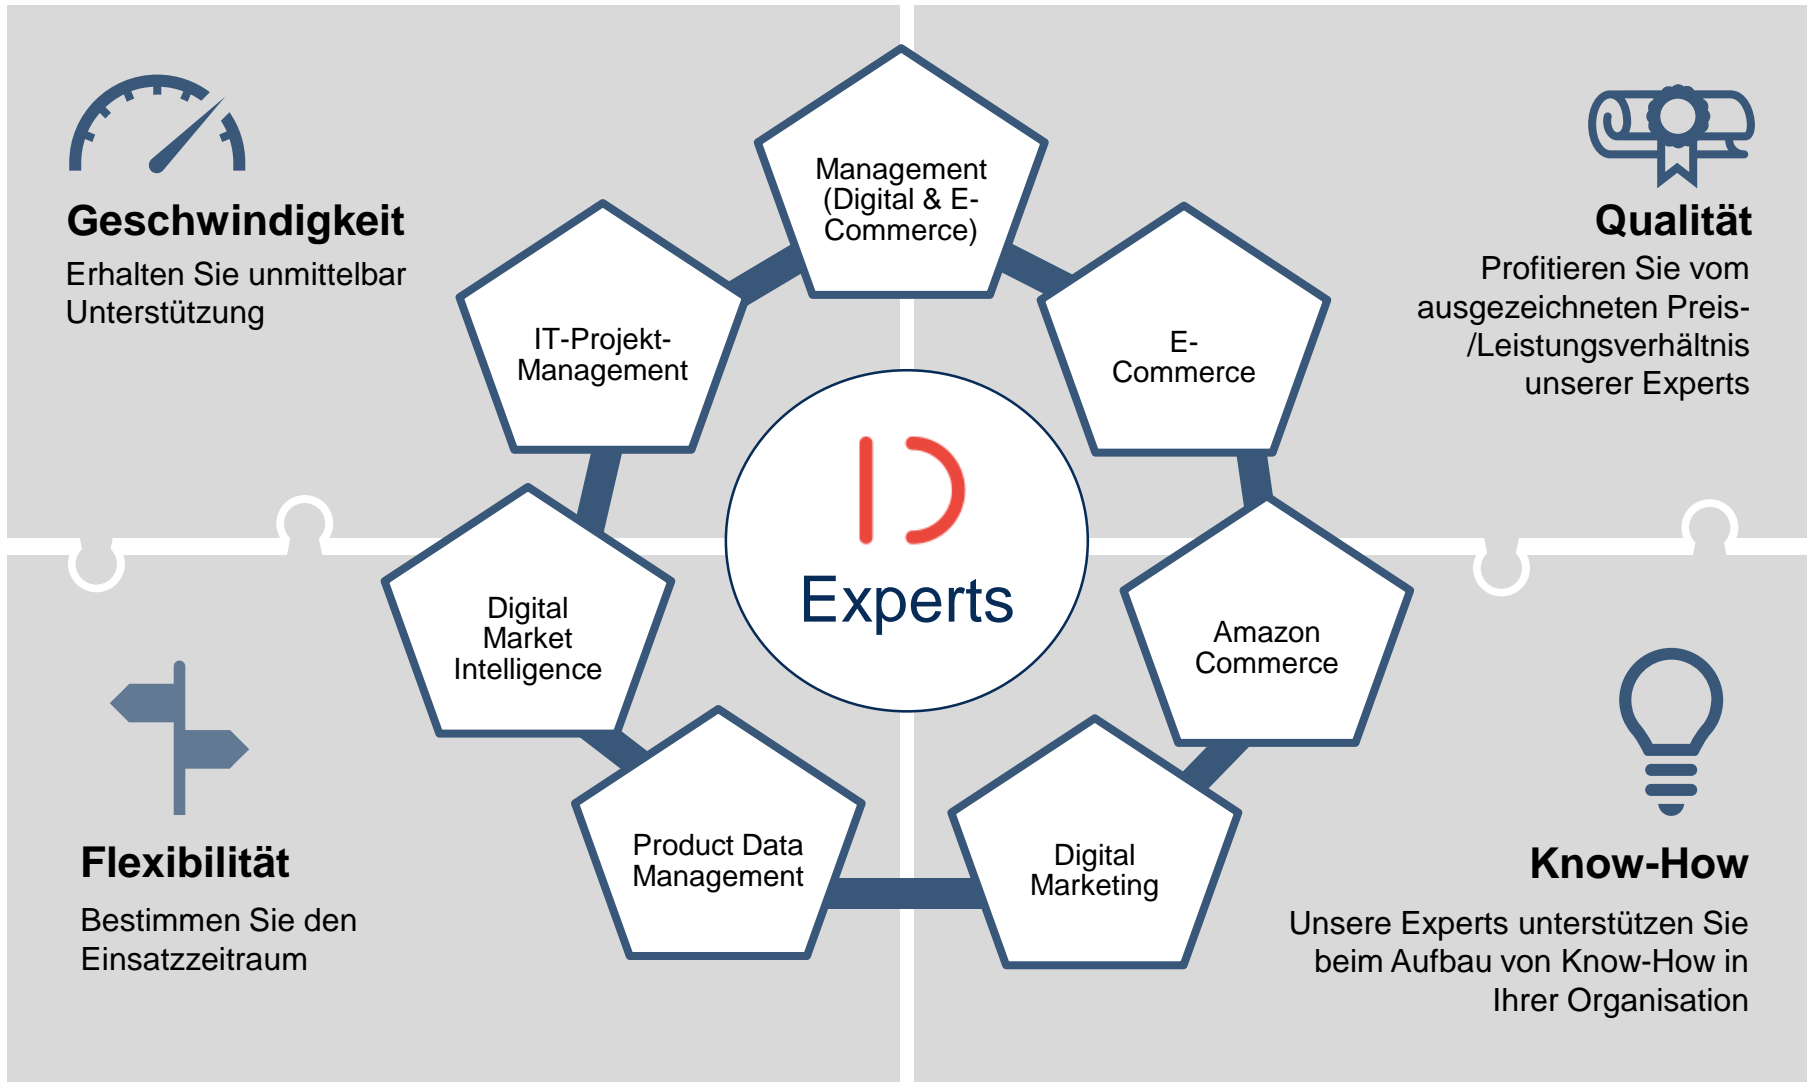 Geschwindigkeit
Erhalten Sie unmittelbar
Unterstützung
Management
(Digital & E-
Commerce)
Qualität
Profitieren Sie vom
ausgezeichneten Preis-
/Leistungsverhältnis
unserer Experts
IT-Projekt-
Management
E-
Commerce
Experts
Digital
Market
Intelligence
Amazon
Commerce
Product Data
Management
Digital
Marketing
Flexibilität
Bestimmen Sie den
Einsatzzeitraum
Know-How
Unsere Experts unterstützen Sie
beim Aufbau von Know-How in
Ihrer Organisation